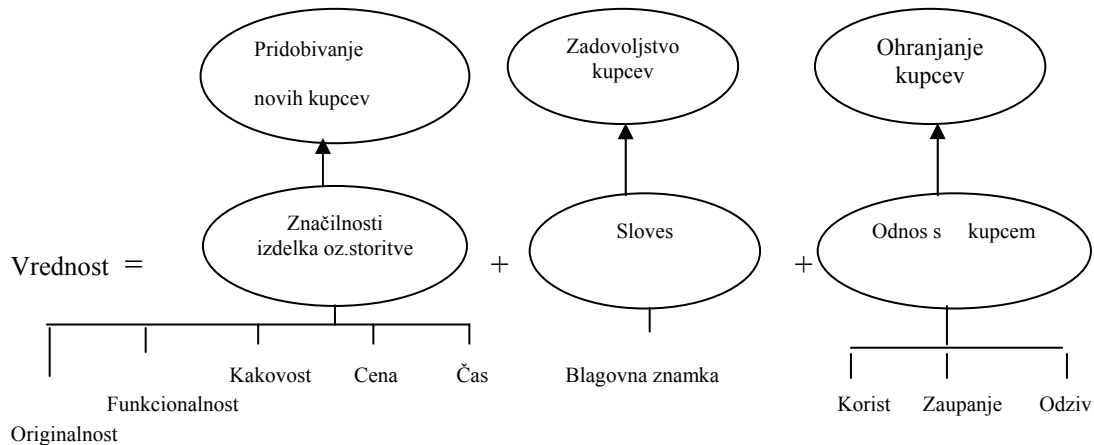 Pridobivanje
novih kupcev
Zadovoljstvo
kupcev
Ohranjanje
kupcev
Značilnosti
izdelka oz.storitve
Sloves
Odnos s kupcem
Vrednost =
+
+
Kakovost
Cena
Čas
Funkcionalnost
Originalnost
Blagovna znamka
Korist
Zaupanje
Odziv